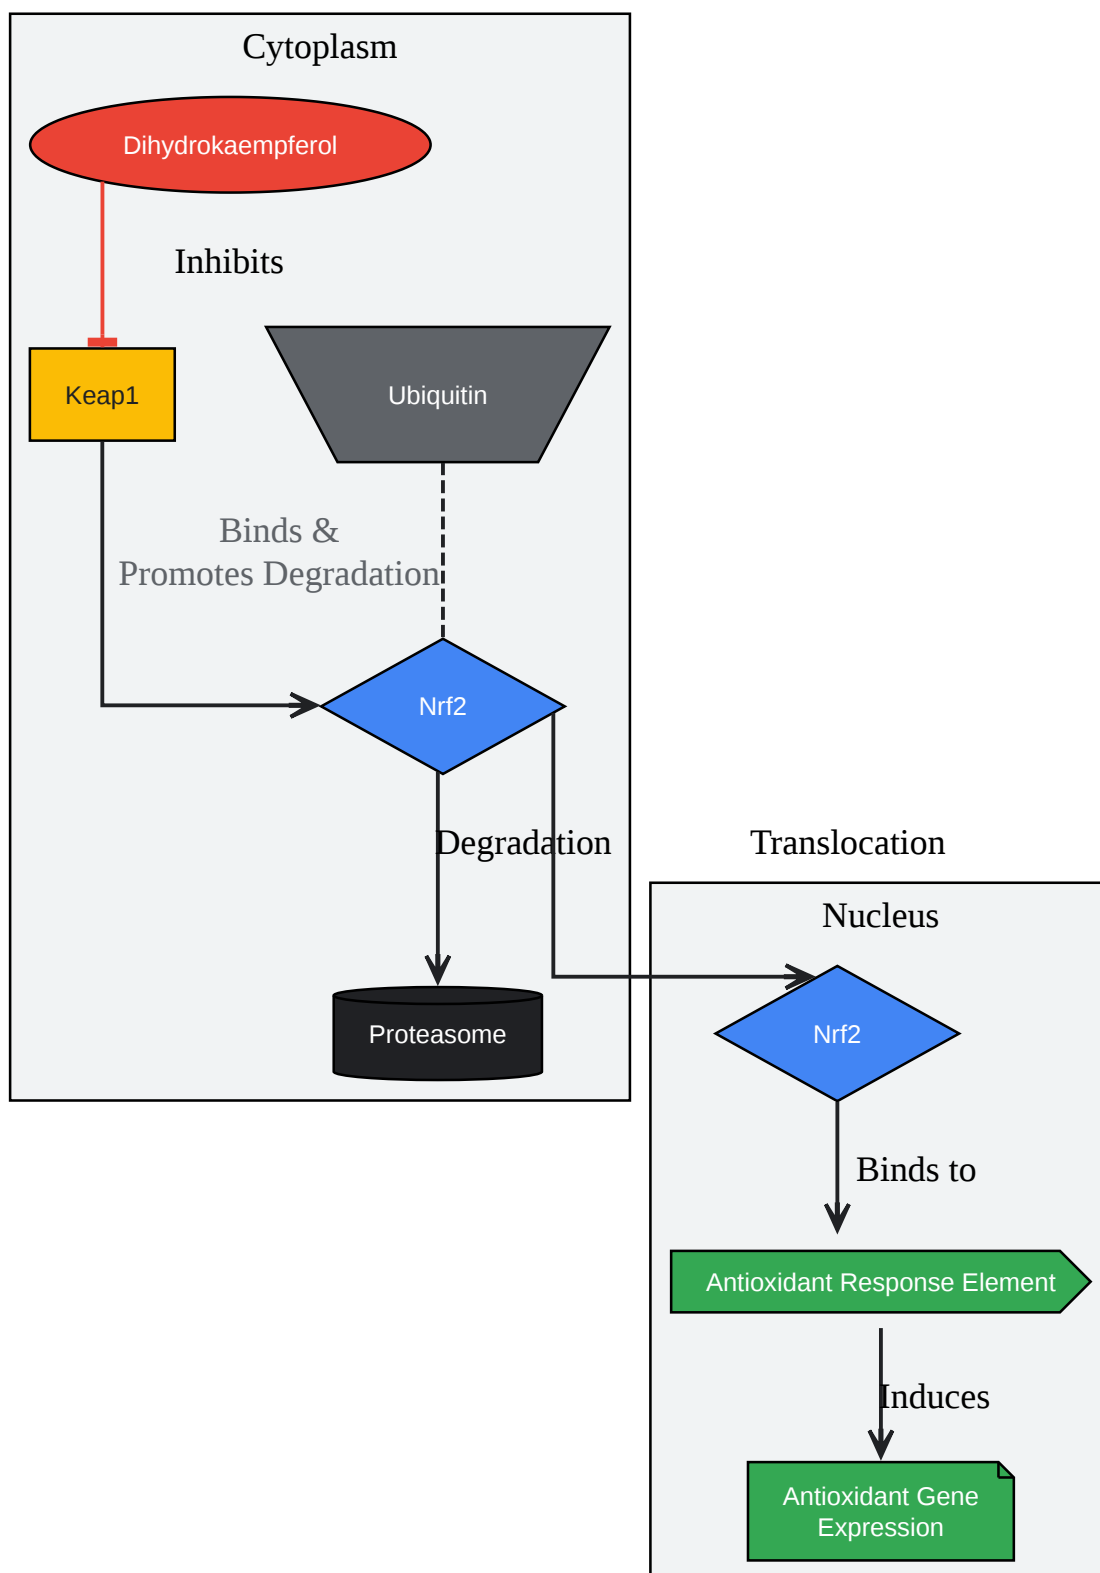 Cytoplasm
Dihydrokaempferol
Inhibits
Keap1
Ubiquitin
Binds &
Promotes Degradation
Nrf2
Degradation
Translocation
Nucleus
Proteasome
Nrf2
Binds to
Antioxidant Response Element
Induces
Antioxidant Gene
Expression